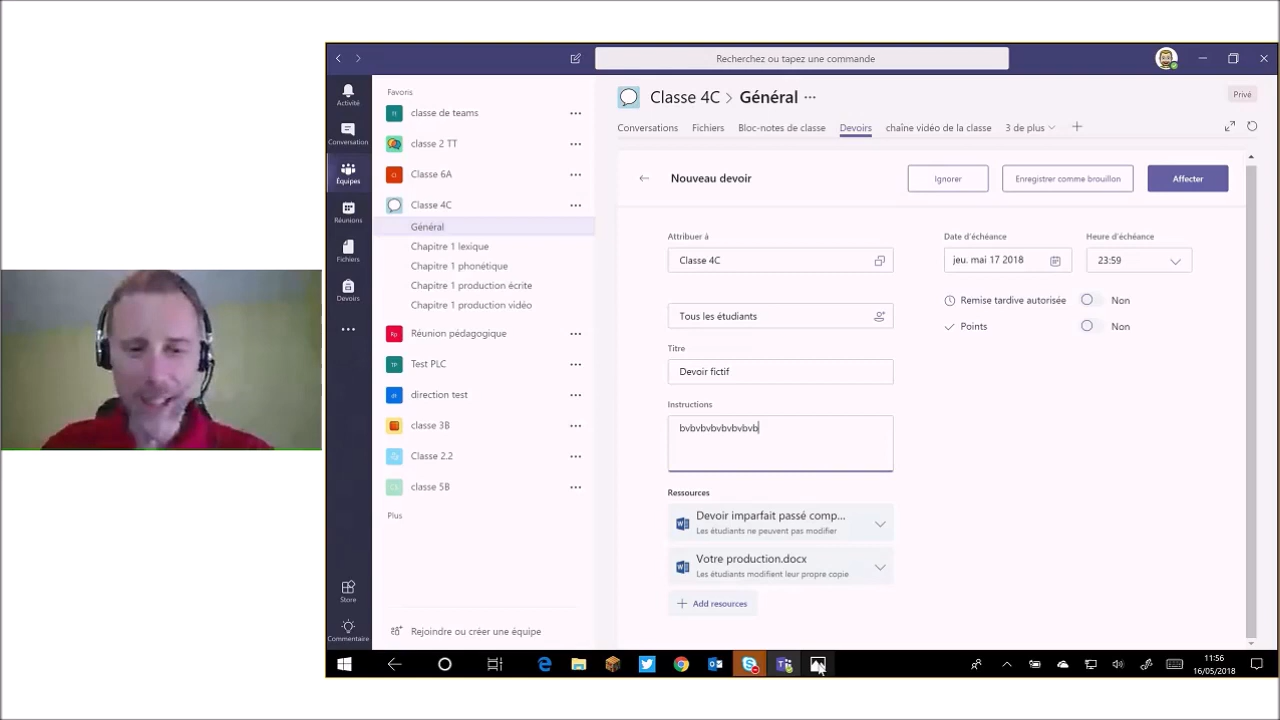 Recherchez ou tapez une commande
Activité
Conversation
Équipes
Réunions
Fichiers
Devoirs
Store
Commentaire
Favoris
classe de teams
classe 2 TT
Classe 6A
Classe 4C
Général
Chapitre 1 lexique
Chapitre 1 phonétique
Chapitre 1 production écrite
Chapitre 1 production vidéo
Réunion pédagogique
Test PLC
direction test
classe 3B
Classe 2.2
classe 5B
Plus
Rejoindre ou créer une équipe
Classe 4C > Général ···
Privé
Conversations Fichiers Bloc-notes de classe Devoirs chaîne vidéo de la classe 3 de plus
Nouveau devoir
Ignorer Enregistrer comme brouillon Affecter
Attribuer à
Classe 4C
Tous les étudiants
Titre
Devoir fictif
Instructions
bvbvbvbvbvbvbvb
Ressources
Devoir imparfait passé comp...
Les étudiants ne peuvent pas modifier
Votre production.docx
Les étudiants modifient leur propre copie
+ Add resources
Date d'échéance Heure d'échéance
jeu. mai 17 2018 23:59
Remise tardive autorisée Non
Points Non
11:56
16/05/2018